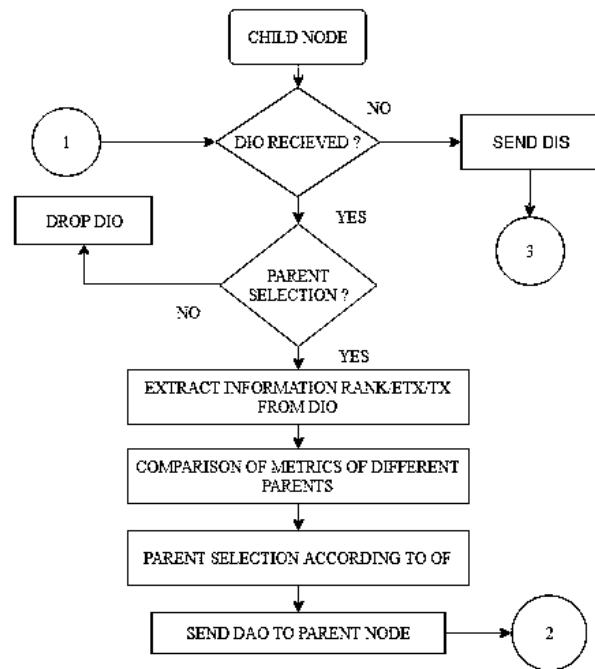 CHILD NODE
NO
1
DIO RECIEVED ?
SEND DIS
DROP DIO
YES
3
PARENT
SELECTION ?
NO
YES
EXTRACT INFORMATION RANK/ETX/TX
FROM DIO
COMPARISON OF METRICS OF DIFFERENT
PARENTS
PARENT SELECTION ACCORDING TO OF
SEND DAO TO PARENT NODE
2